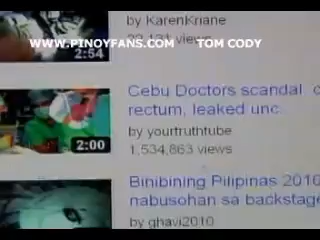 by KarenKriane
WWW.PINOYFANS.COM TOM CODY
views
2:54
Cebu Doctors scandal
rectum, leaked unc.
by yourtruthtube
2:00
1,534,863 views
Binibining Pilipinas 2010
nabusohan sa backstage
by ghavi2010